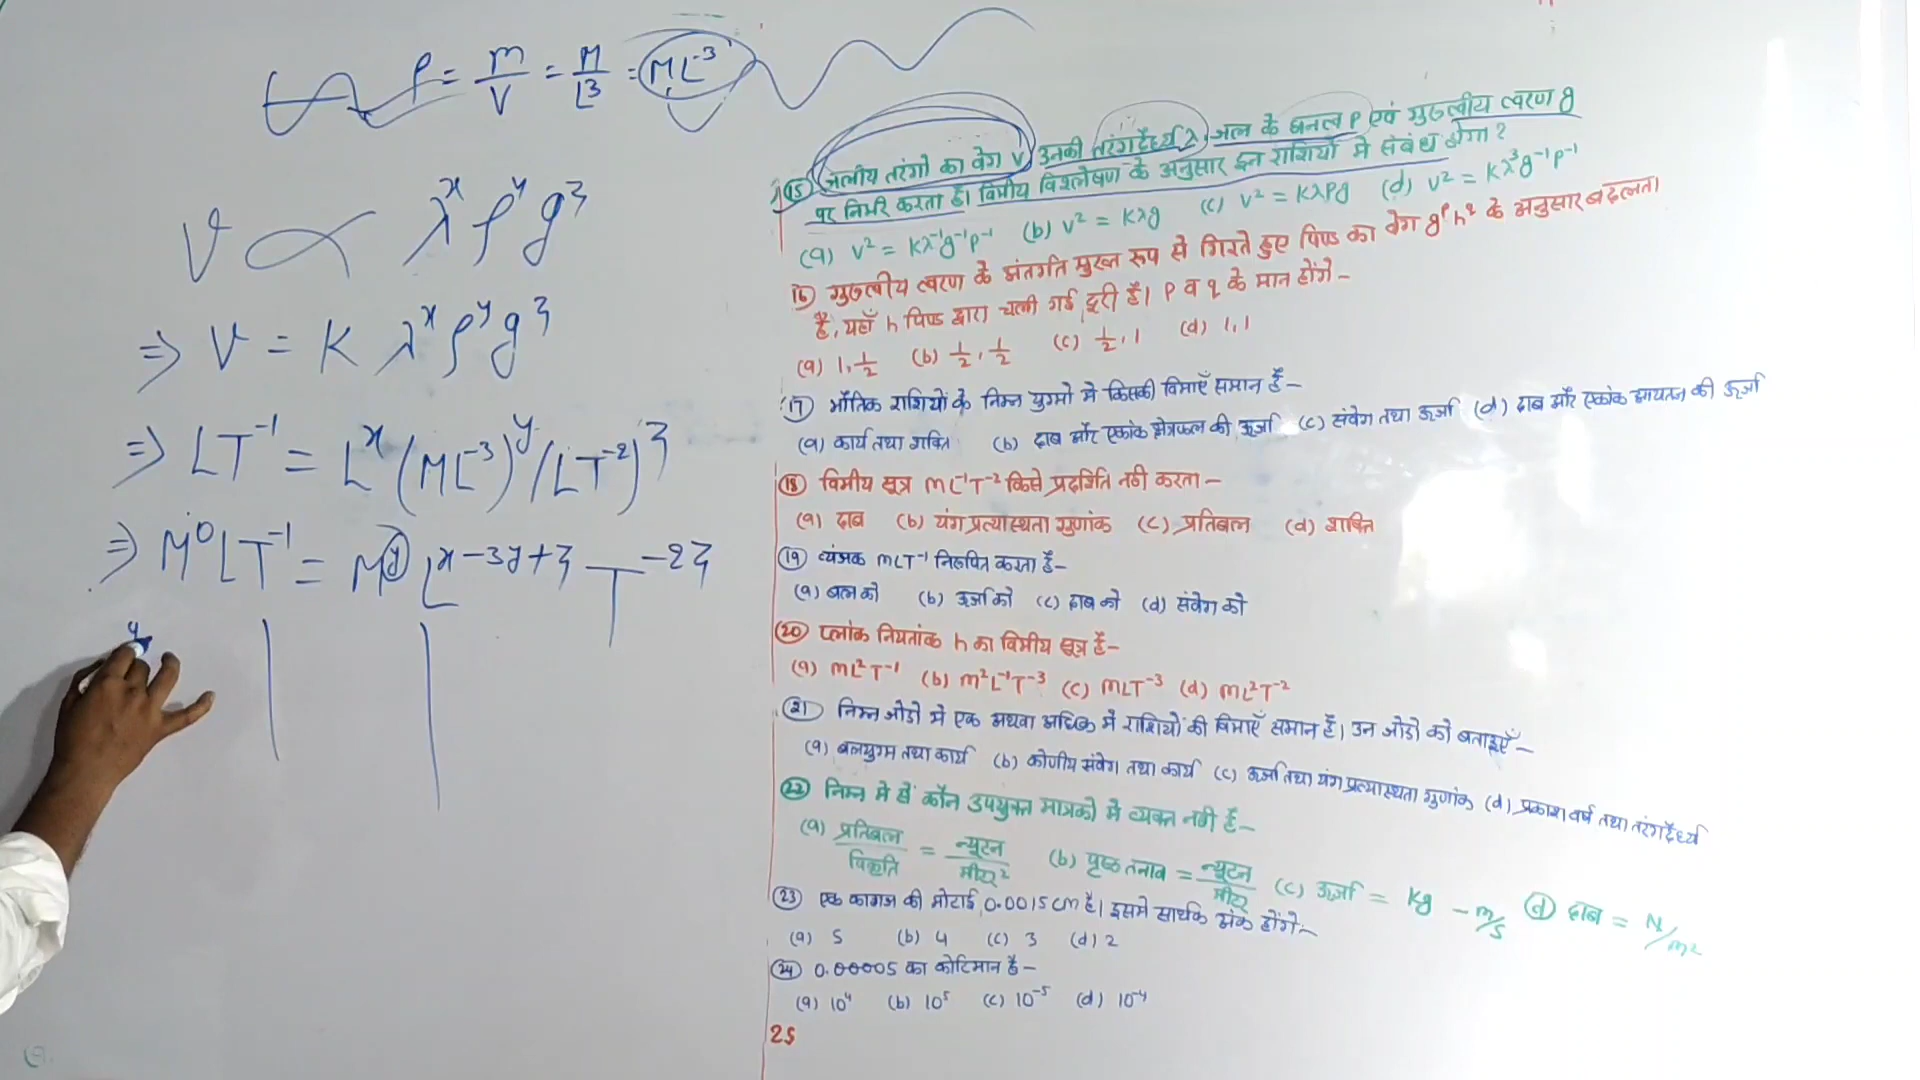 ρ = m/V = M/L³ = ML⁻³
V ∝ λˣ ρʸ gᶻ
⇒ V = K λˣ ρʸ gᶻ
⇒ LT⁻¹ = Lˣ (ML⁻³)ʸ (LT⁻²)ᶻ
⇒ M⁰LT⁻¹ = Mʸ Lˣ⁻³ʸ⁺ᶻ T⁻²ᶻ
y
(15) जलीय तरंगो का वेग v, उनकी तरंगदैर्ध्य λ, जल के घनत्व ρ एवं गुरुत्वीय त्वरण g
पर निर्भर करता है। विमीय विश्लेषण के अनुसार इन राशियों में संबंध होगा?
(a) v² = Kλ⁻¹g⁻¹ρ⁻¹ (b) v² = Kλg (c) v² = Kλρg (d) v² = Kλ³g⁻¹ρ⁻¹
(16) गुरुत्वीय त्वरण के अंतर्गत मुख्त रूप से गिरते हुए पिण्ड का वेग gᵖhᑫ के अनुसार बदलता
है, यहाँ h पिण्ड द्वारा चली गई दूरी है। p व q के मान होंगे -
(a) 1, 1/2 (b) 1/2, 1/2 (c) 1/2, 1 (d) 1, 1
(17) भौतिक राशियों के निम्न युग्मो मे किसकी विमाएँ समान हैं -
(a) कार्य तथा शक्ति (b) दाब और एकांक क्षेत्रफल की ऊर्जा (c) संवेग तथा ऊर्जा (d) दाब और एकांक आयतन की ऊर्जा
(18) विमीय सूत्र ML⁻¹T⁻² किसे प्रदर्शित नही करता -
(a) दाब (b) यंग प्रत्यास्थता गुणांक (c) प्रतिबल (d) शक्ति
(19) व्यंजक MLT⁻¹ निरूपित करता है -
(a) बल को (b) ऊर्जा को (c) दाब को (d) संवेग को
(20) प्लांक नियतांक h का विमीय सूत्र है -
(a) ML²T⁻¹ (b) M²L⁻¹T⁻³ (c) MLT⁻³ (d) ML²T⁻²
(21) निम्न जोडो मे एक अथवा अधिक में राशियों की विमाएँ समान हैं। उन जोडो को बताइएँ -
(a) बलयुग्म तथा कार्य (b) कोणीय संवेग तथा कार्य (c) ऊर्जा तथा यंग प्रत्यास्थता गुणांक (d) प्रकाश वर्ष तथा तरंगदैर्ध्य
(22) निम्न मे सें कौन उपयुक्त मात्रको मे व्यक्त नही है -
(a) प्रतिबल/विकृति = न्यूटन/मीटर² (b) पृष्ठ तनाव = न्यूटन/मीटर (c) ऊर्जा = Kg - m/s (d) दाब = N/m²
(23) एक कागज की मोटाई 0.0015 cm है। इसमे सार्थक अंक होंगे -
(a) 5 (b) 4 (c) 3 (d) 2
(24) 0.00005 का कोटिमान है -
(a) 10⁴ (b) 10⁵ (c) 10⁻⁵ (d) 10⁻⁴
25